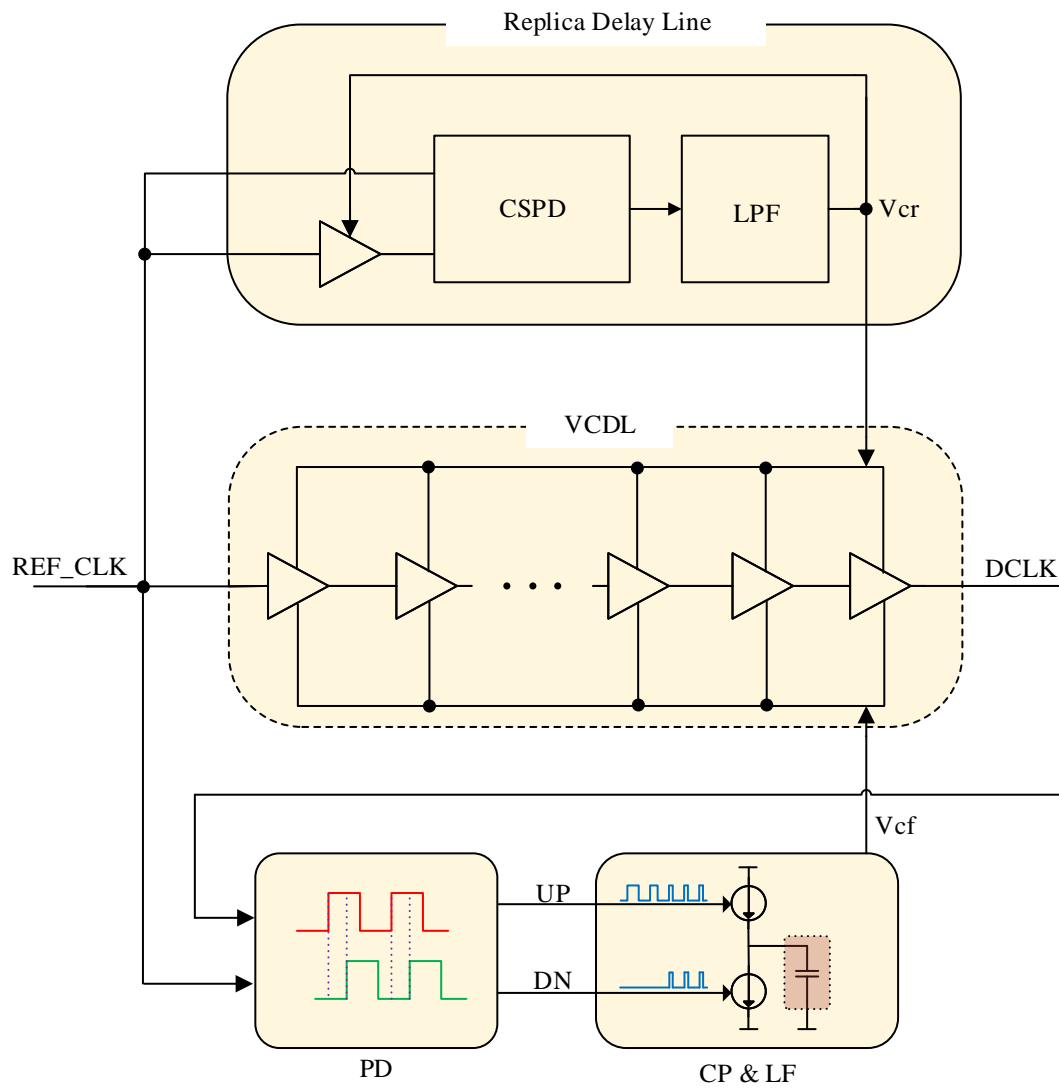 Replica Delay Line
CSPD
LPF
Vcr
VCDL
REF_CLK
DCLK
Vcf
UP
DN
PD
CP & LF